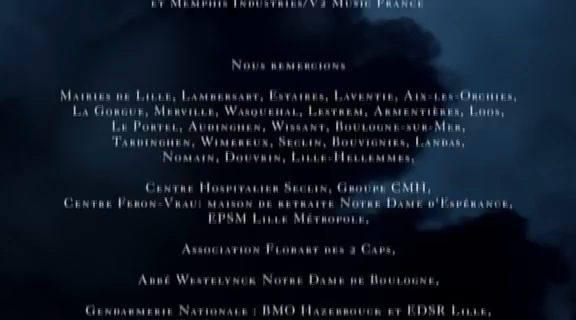 et Memphis Industries/V2 Music France
Nous remercions
Mairies de Lille, Lambersart, Estaires, Laventie, Aix-les-Orchies,
La Gorgue, Merville, Wasquehal, Lestrem, Armentières, Loos,
Le Portel, Audinghen, Wissant, Boulogne-sur-Mer,
Tardinghen, Wimereux, Seclin, Bouvignies, Landas,
Nomain, Douvrin, Lille-Hellemmes,
Centre Hospitalier Seclin, Groupe CMH,
Centre Feron-Vrau: maison de retraite Notre Dame d'Espérance,
EPSM Lille Métropole,
Association Flobart des 2 Caps,
Abbé Westelynck Notre Dame de Boulogne,
Gendarmerie Nationale : BMO Hazebrouck et EDSR Lille,